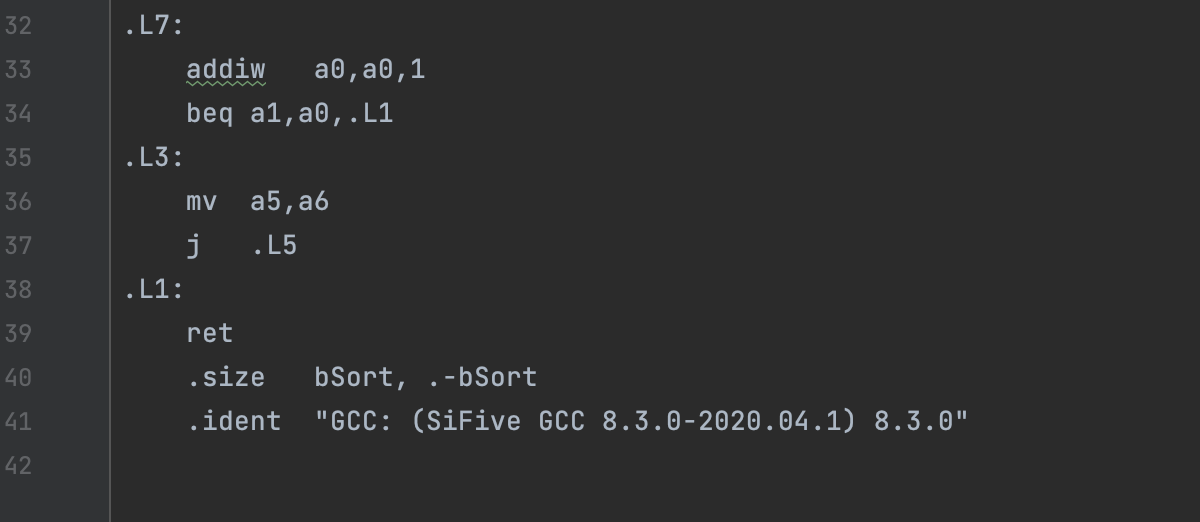 32 .L7:
33 addiw a0,a0,1
34 beq a1,a0,.L1
35 .L3:
36 mv a5,a6
37 j .L5
38 .L1:
39 ret
40 .size bSort, .-bSort
41 .ident "GCC: (SiFive GCC 8.3.0-2020.04.1) 8.3.0"
42